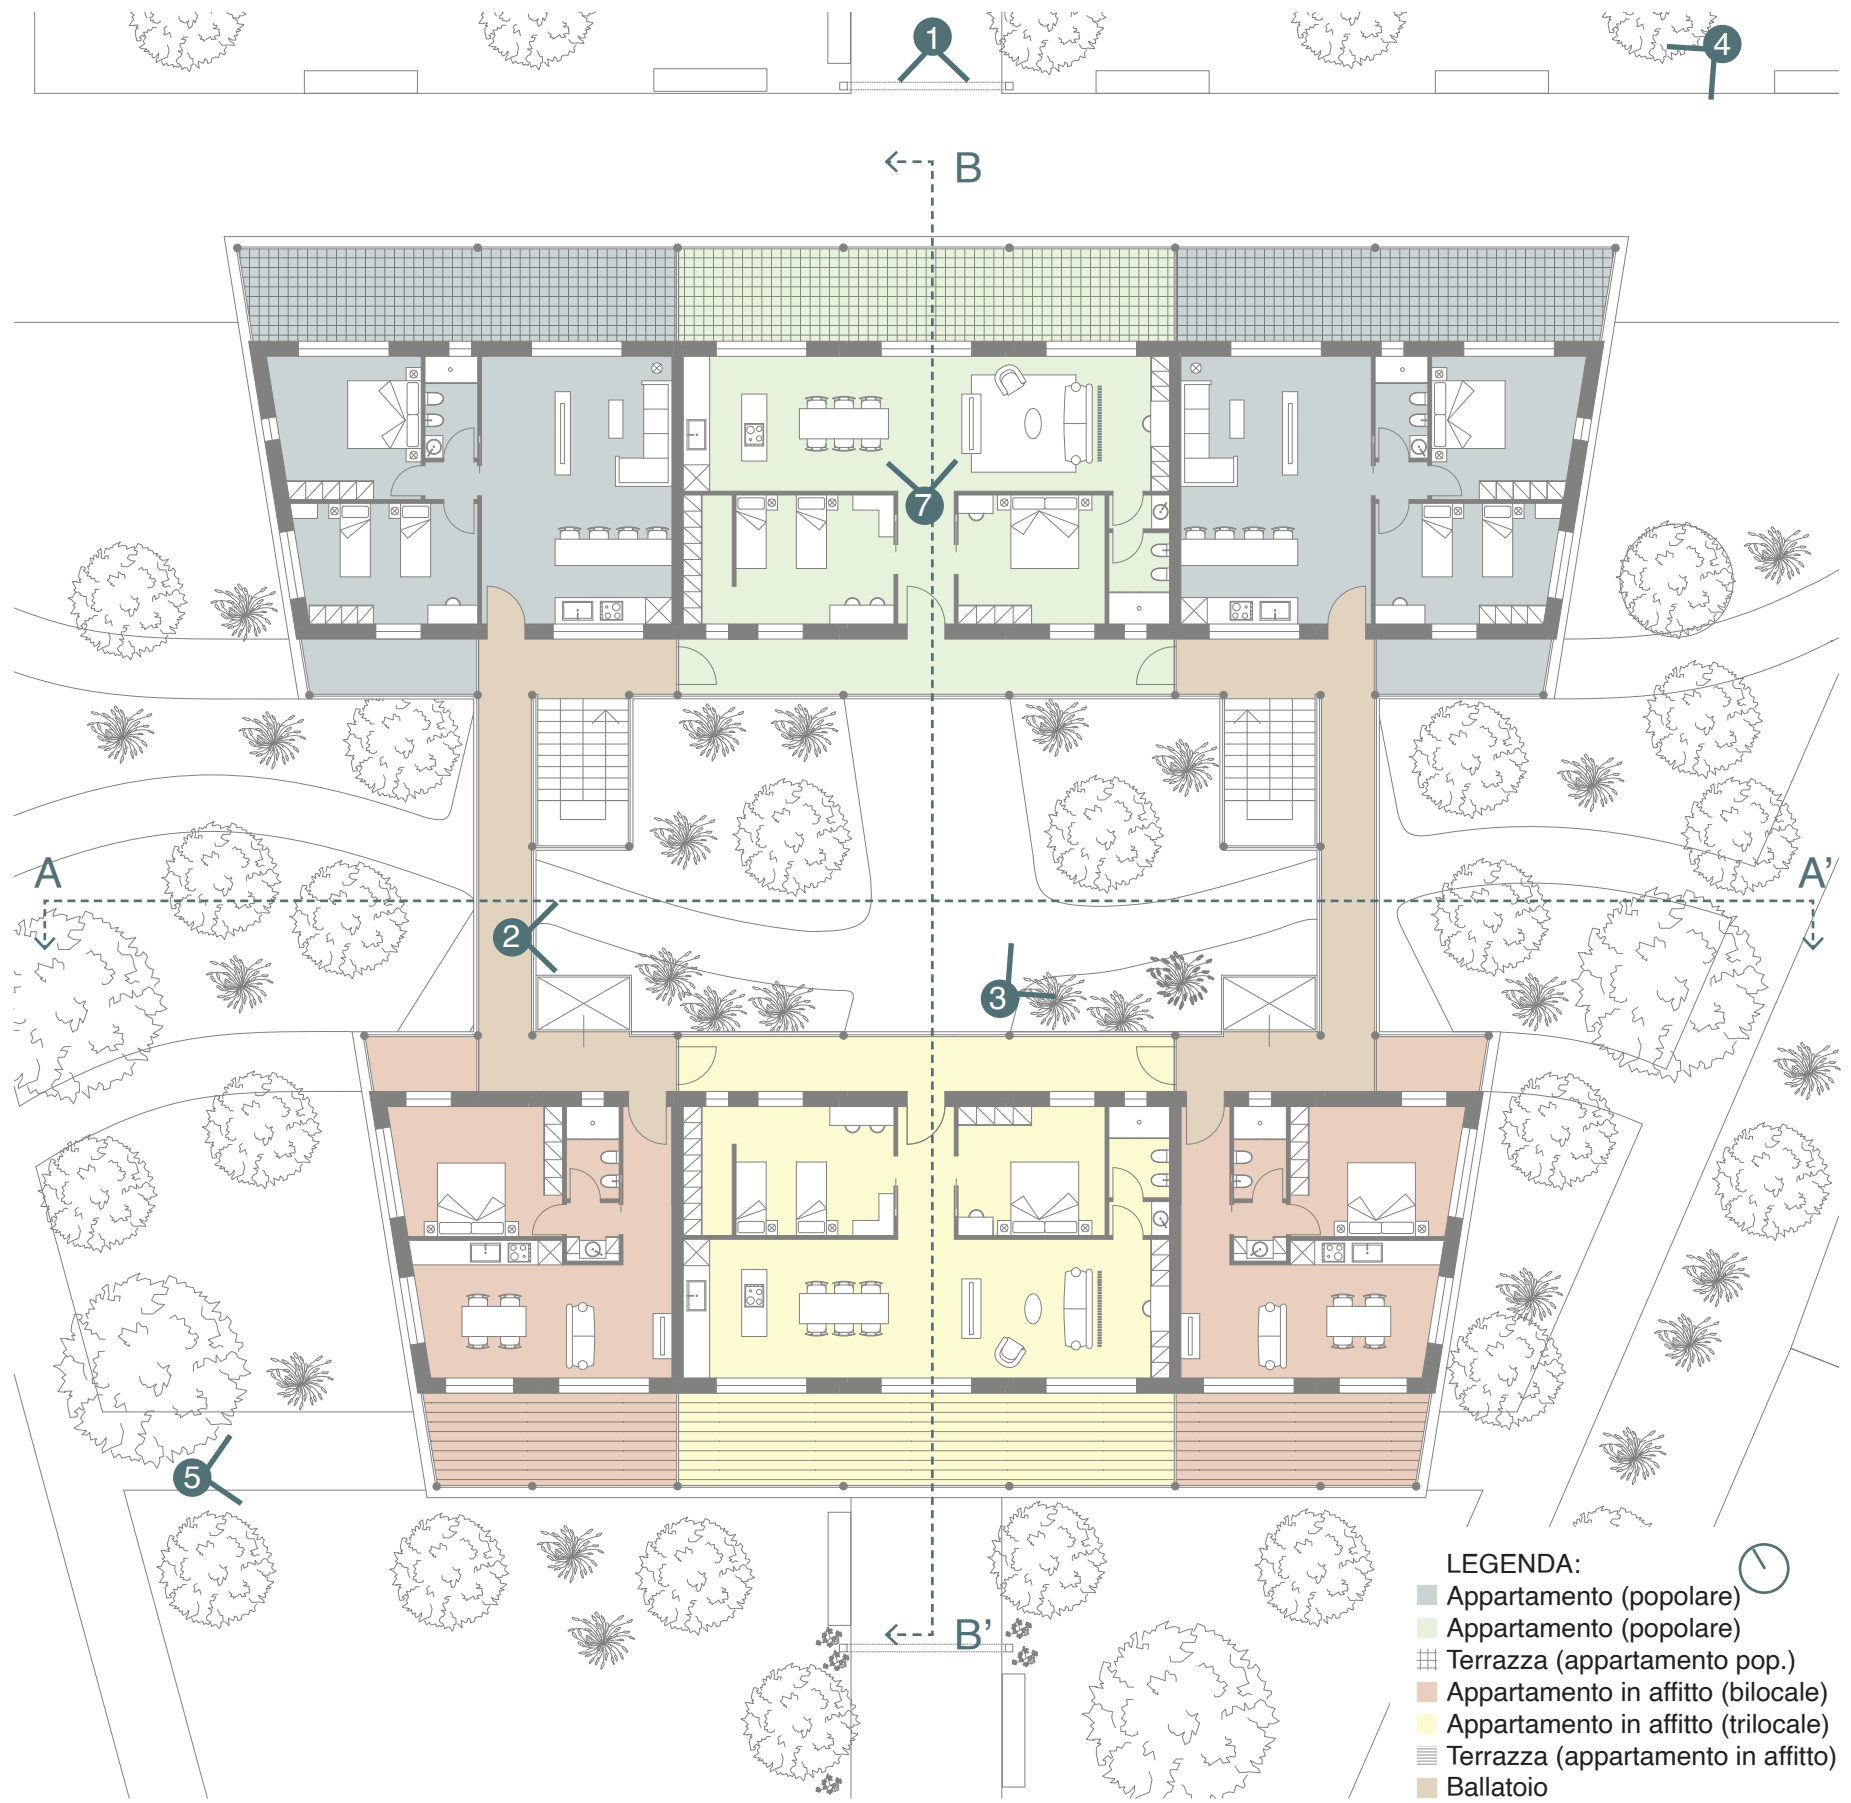 1
4
B
7
A
A'
2
3
5
B'
LEGENDA:
Appartamento (popolare)
Appartamento (popolare)
Terrazza (appartamento pop.)
Appartamento in affitto (bilocale)
Appartamento in affitto (trilocale)
Terrazza (appartamento in affitto)
Ballatoio